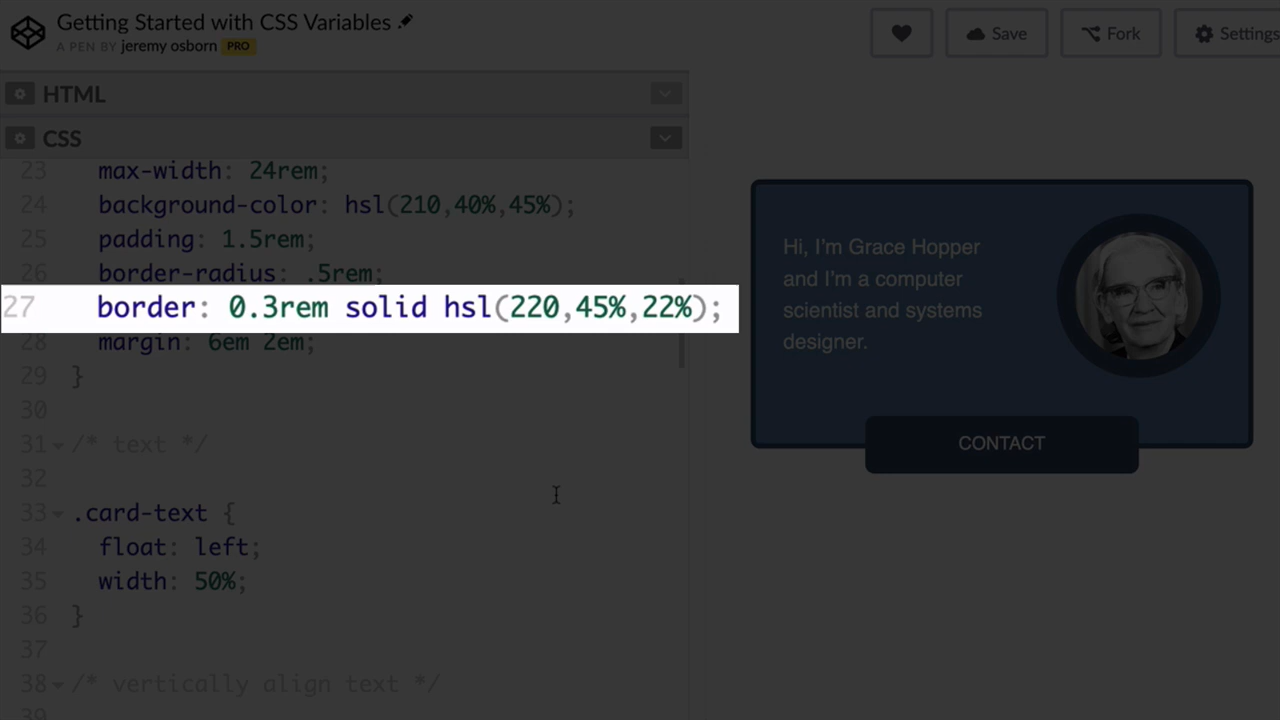 Getting Started with CSS Variables
A PEN BY jeremy osborn PRO
Save
Fork
Settings
HTML
CSS
23 max-width: 24rem;
24 background-color: hsl(210,40%,45%);
25 padding: 1.5rem;
26 border-radius: .5rem;
27 border: 0.3rem solid hsl(220,45%,22%);
28 margin: 6em 2em;
29 }
30
31 /* text */
32
33 .card-text {
34 float: left;
35 width: 50%;
36 }
37
38 /* vertically align text */
39
Hi, I'm Grace Hopper
and I'm a computer
scientist and systems
designer.
CONTACT